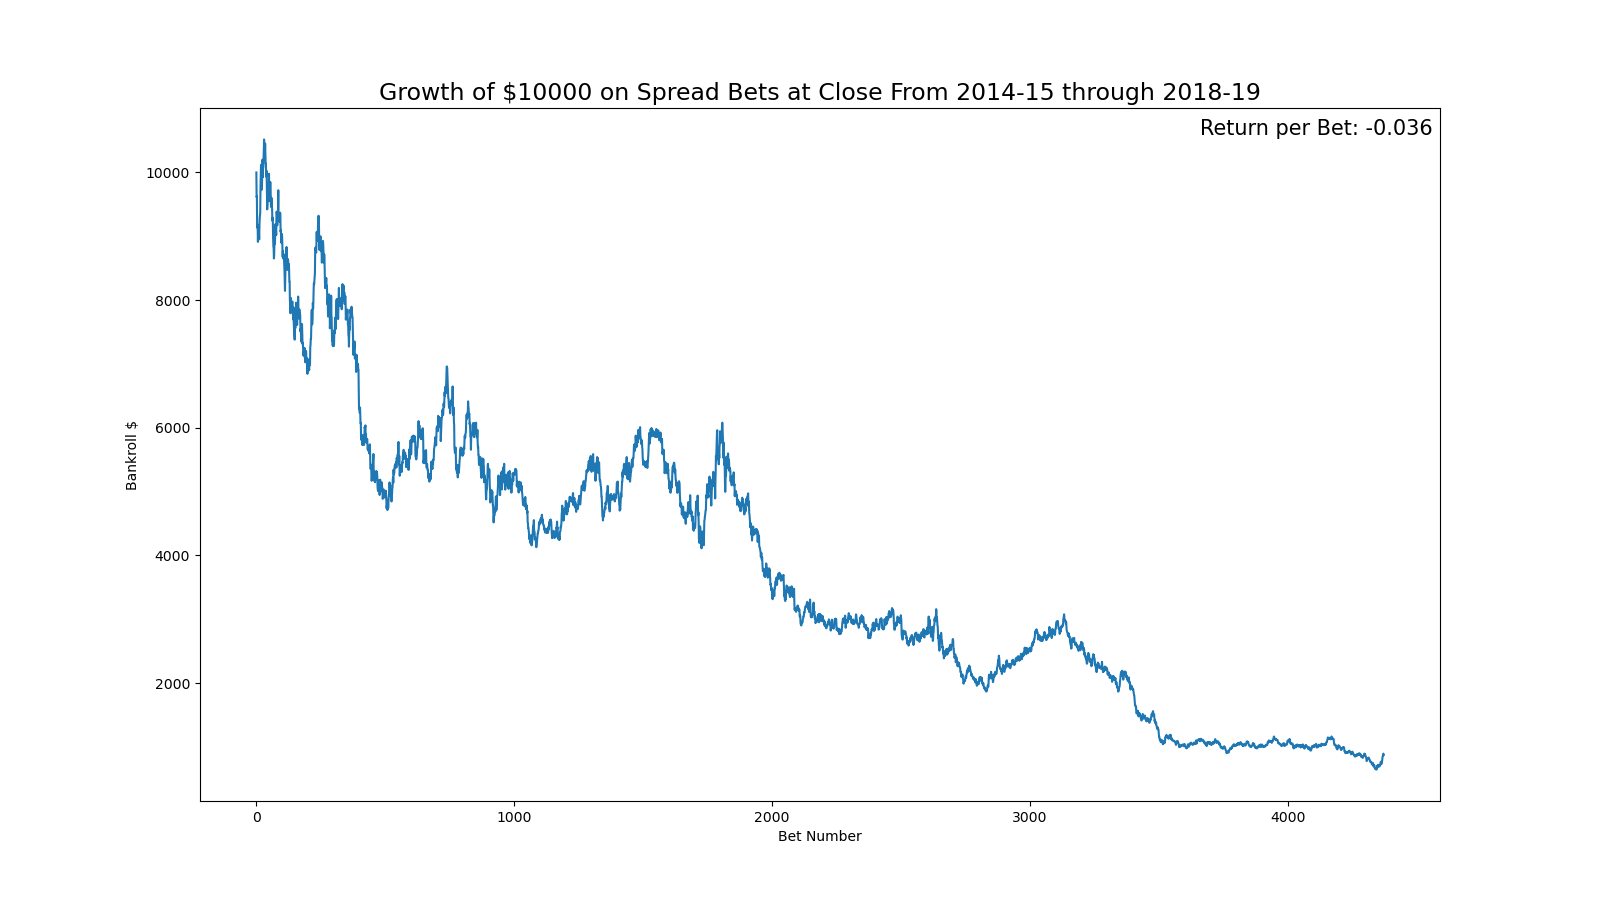 Growth of $10000 on Spread Bets at Close From 2014-15 through 2018-19
Return per Bet: -0.036
10000
8000
6000
4000
2000
Bankroll $
0 1000 2000 3000 4000
Bet Number